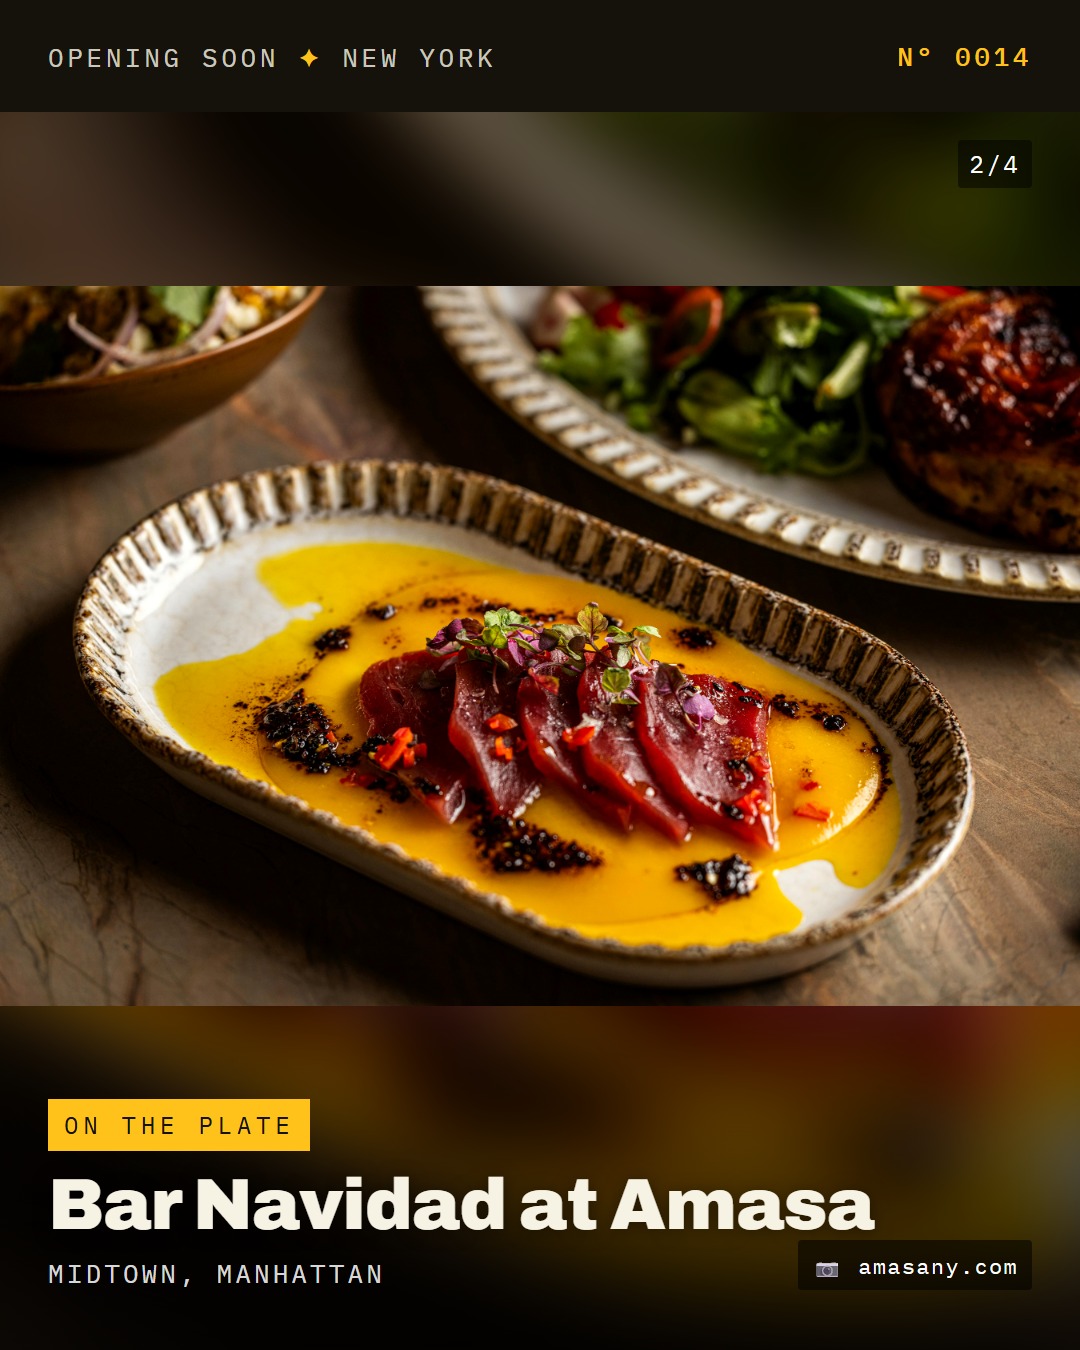 OPENING SOON ✦ NEW YORK
N° 0014
2/4
ON THE PLATE
Bar Navidad at Amasa
MIDTOWN, MANHATTAN
📷 amasany.com